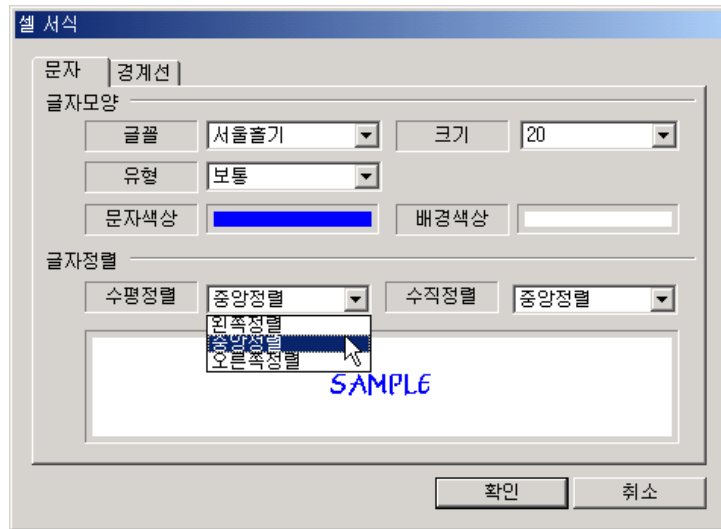 셀 서식
문자 경계선
글자모양
글꼴 서울흘기 크기 20
유형 보통
문자색상 배경색상
글자정렬
수평정렬 중앙정렬 수직정렬 중앙정렬
왼쪽정렬
중앙정렬
오른쪽정렬
SAMPLE
확인 취소